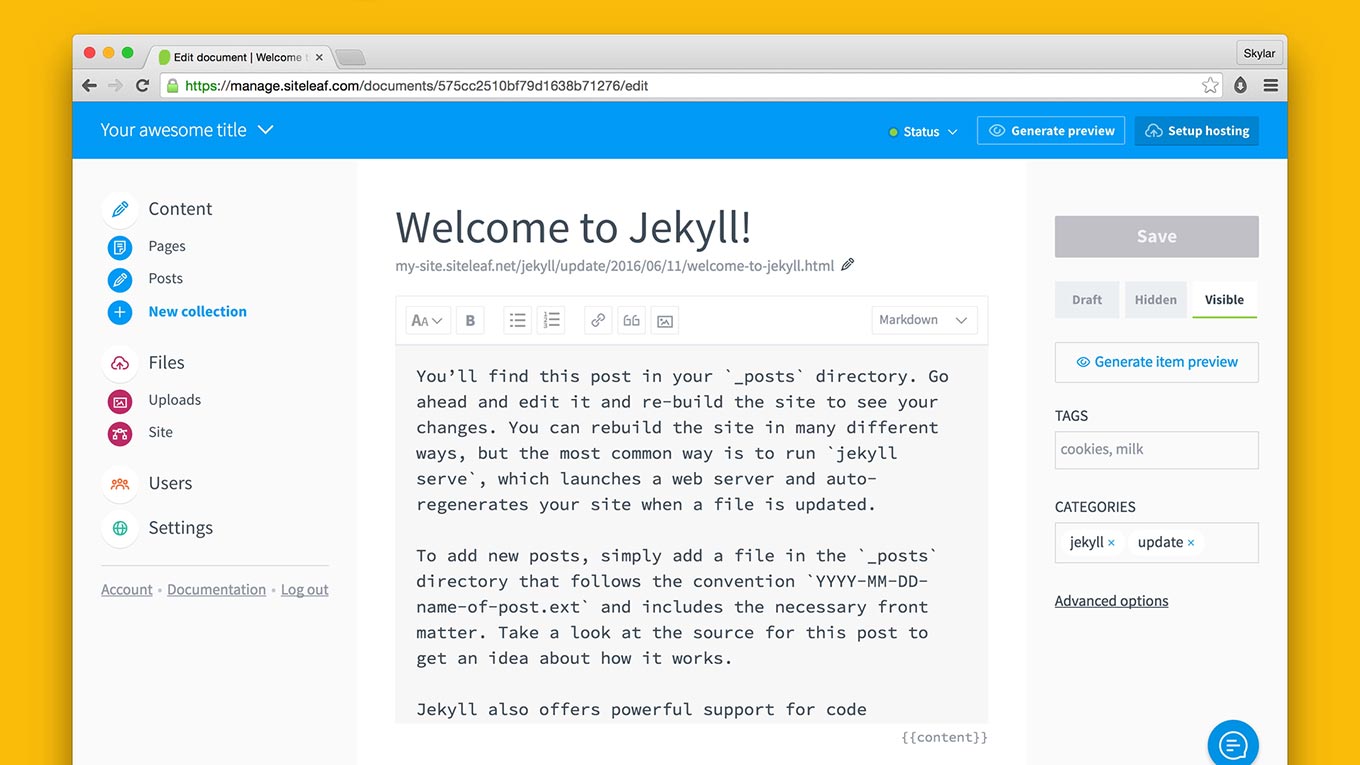 Edit document | Welcome t
Skylar
https://manage.siteleaf.com/documents/575cc2510bf79d1638b71276/edit
Your awesome title
Status
Generate preview
Setup hosting
Content
Pages
Posts
New collection
Files
Uploads
Site
Users
Settings
Account • Documentation • Log out
Welcome to Jekyll!
my-site.siteleaf.net/jekyll/update/2016/06/11/welcome-to-jekyll.html
AA
B
Markdown
You’ll find this post in your `_posts` directory. Go
ahead and edit it and re-build the site to see your
changes. You can rebuild the site in many different
ways, but the most common way is to run `jekyll
serve`, which launches a web server and auto-
regenerates your site when a file is updated.
To add new posts, simply add a file in the `_posts`
directory that follows the convention `YYYY-MM-DD-
name-of-post.ext` and includes the necessary front
matter. Take a look at the source for this post to
get an idea about how it works.
Jekyll also offers powerful support for code
{{content}}
Save
Draft
Hidden
Visible
Generate item preview
TAGS
cookies, milk
CATEGORIES
jekyll × update ×
Advanced options